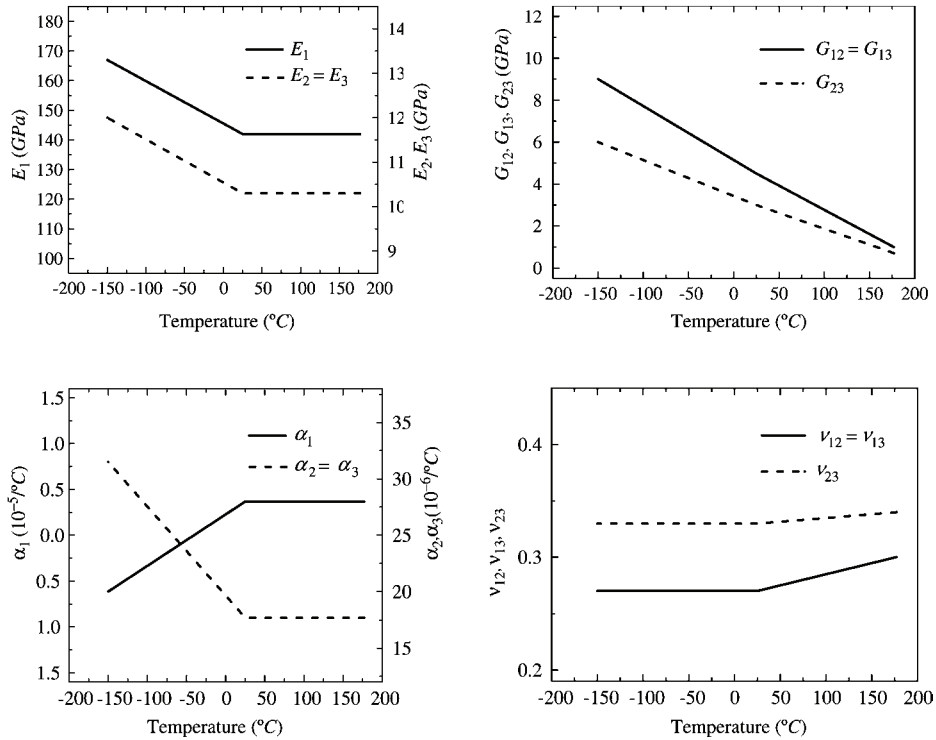 E1 (GPa)
180
170
160
150
140
130
120
110
100
E1
E2 = E3
14
13
12
11
10
9
E2, E3 (GPa)
-200 -150 -100 -50 0 50 100 150 200
Temperature (°C)
G12, G13, G23 (GPa)
12
10
8
6
4
2
0
G12 = G13
G23
-200 -150 -100 -50 0 50 100 150 200
Temperature (°C)
α1 (10⁻⁵/°C)
1.5
1.0
0.5
0.0
0.5
1.0
1.5
α1
α2 = α3
35
30
25
20
15
α2,α3(10⁻⁶/°C)
-200 -150 -100 -50 0 50 100 150 200
Temperature (°C)
ν12, ν13, ν23
0.4
0.3
0.2
ν12 = ν13
ν23
-200 -150 -100 -50 0 50 100 150 200
Temperature (°C)